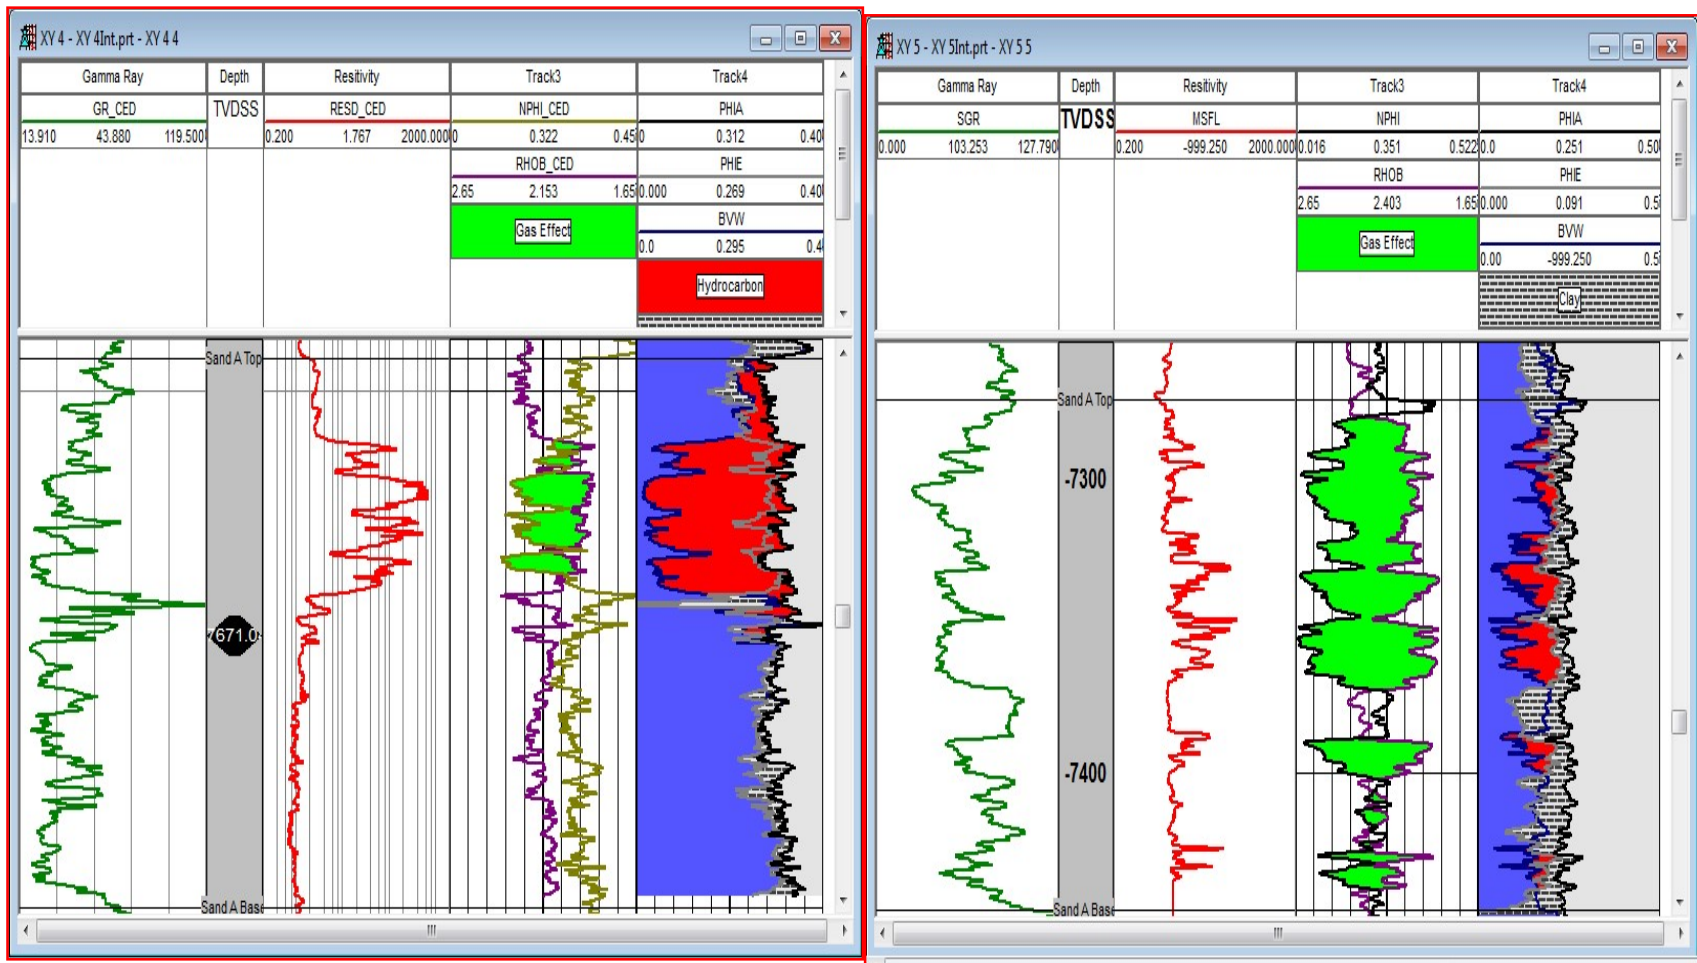 XY 4 - XY 4Int.prt - XY 4 4
Gamma Ray Depth Resitivity Track3 Track4
GR_CED TVDSS RESD_CED NPHI_CED PHIA
13.910 43.880 119.500 0.200 1.767 2000.000 0 0.322 0.45 0 0.312 0.40
RHOB_CED PHIE
2.65 2.153 1.65 0.000 0.269 0.40
Gas Effect BVW
0.0 0.295 0.4
Hydrocarbon
Sand A Top
7671.0
Sand A Base
XY 5 - XY 5Int.prt - XY 5 5
Gamma Ray Depth Resitivity Track3 Track4
SGR TVDSS MSFL NPHI PHIA
0.000 103.253 127.790 0.200 -999.250 2000.000 0.016 0.351 0.522 0.0 0.251 0.50
RHOB PHIE
2.65 2.403 1.65 0.000 0.091 0.5
Gas Effect BVW
0.00 -999.250 0.5
Clay
Sand A Top
-7300
-7400
Sand A Base